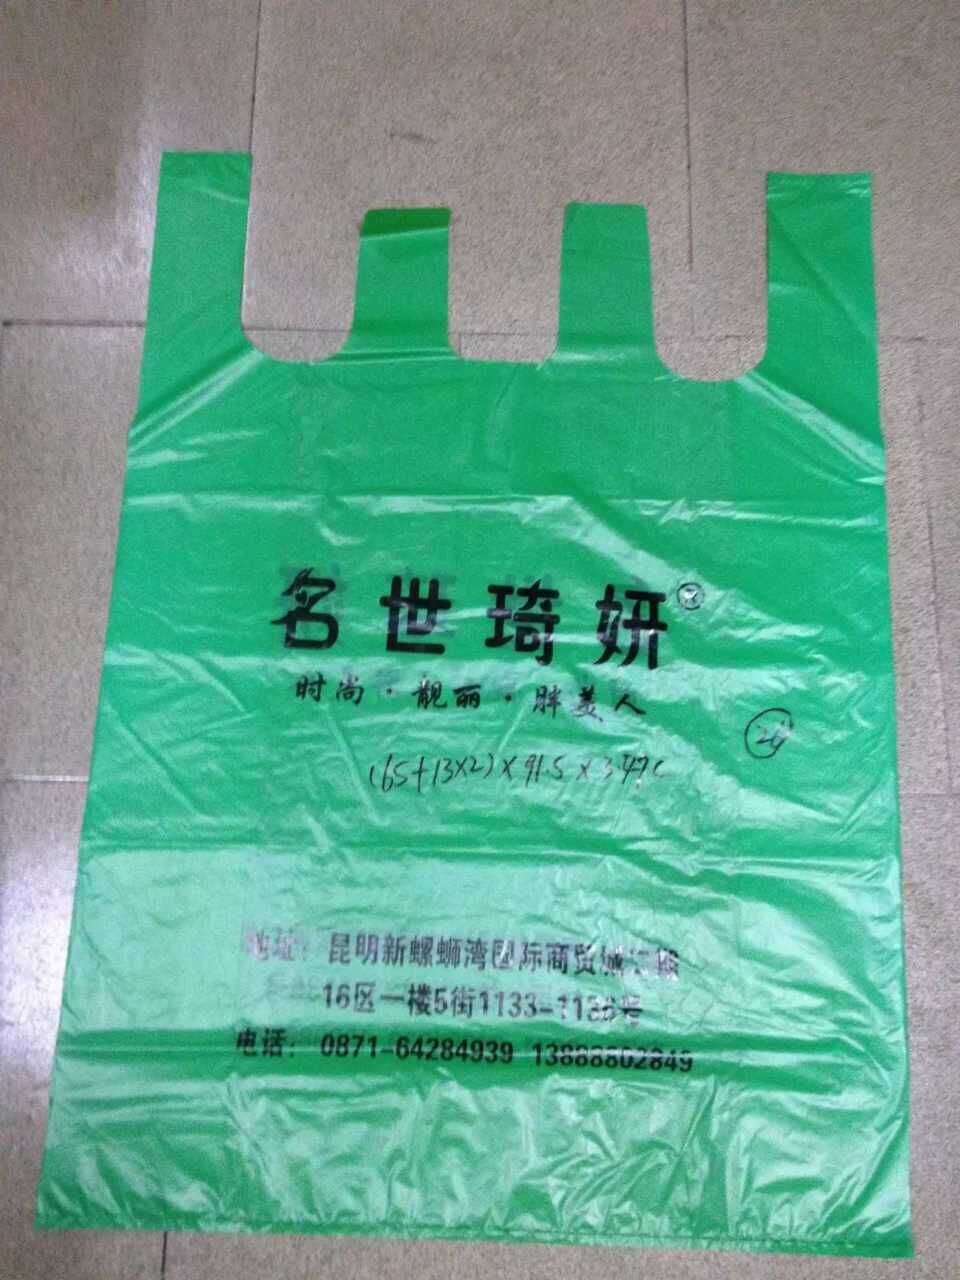 名世琦妍®
时尚·靓丽·胖美人
(65+13×2)×91.5×3.47c
地址：昆明新螺蛳湾国际商贸城二期
16区一楼5街1133-1136号
电话：0871-64284939 13888802849